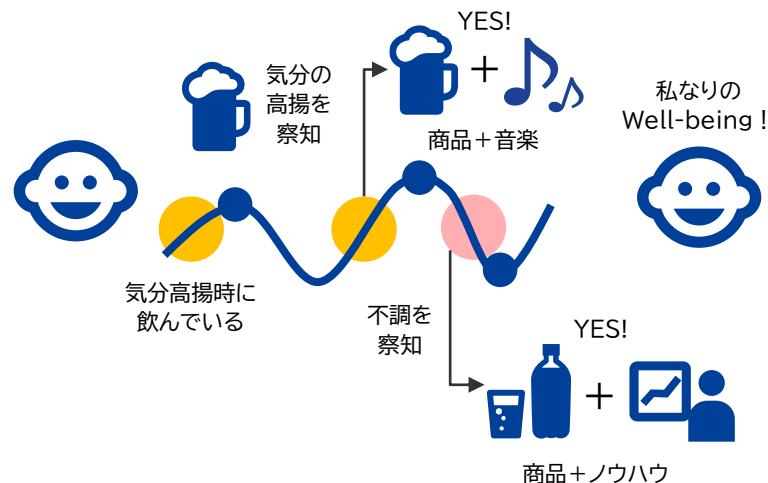 YES!
気分の
高揚を
察知
商品＋音楽
私なりの
Well-being！
気分高揚時に
飲んでいる
不調を
察知
YES!
商品＋ノウハウ